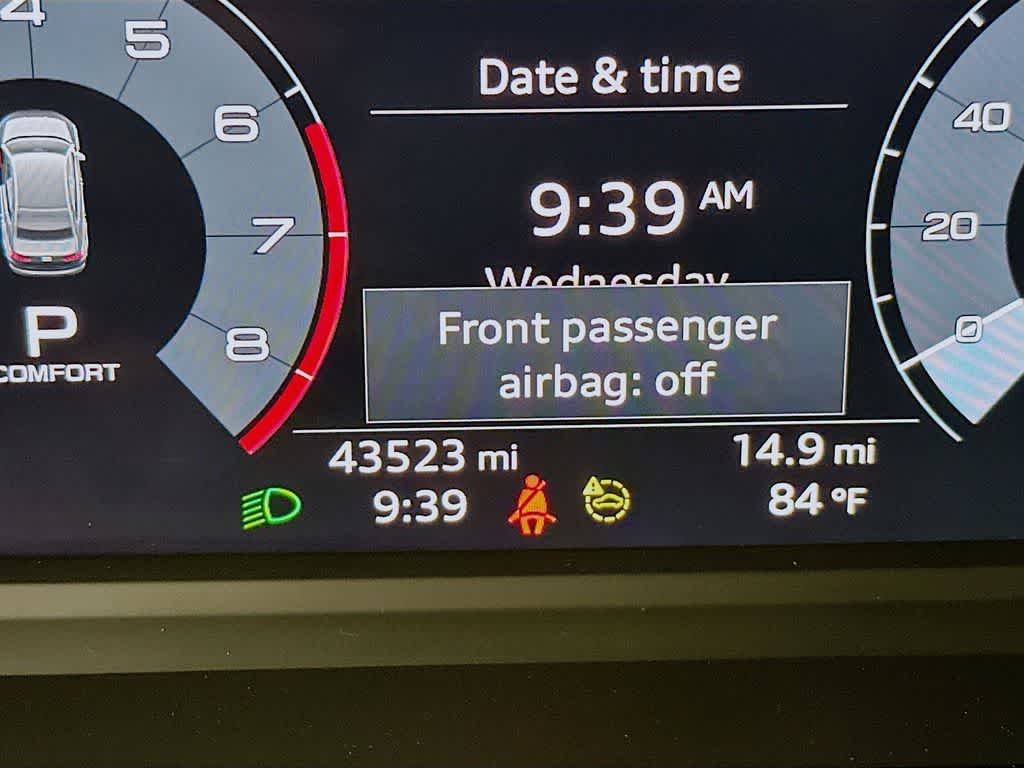 4
5
6
7
8
P
COMFORT
Date & time
9:39 AM
Wednesday
Front passenger
airbag: off
43523 mi
14.9 mi
9:39
84 °F
40
20
0